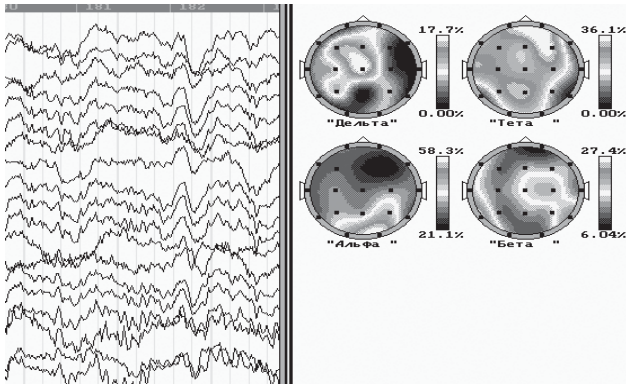 181 182
17.7%
0.00%
"Дельта"
36.1%
0.00%
"Тета "
58.3%
21.1%
"Альфа "
27.4%
6.04%
"Бета "